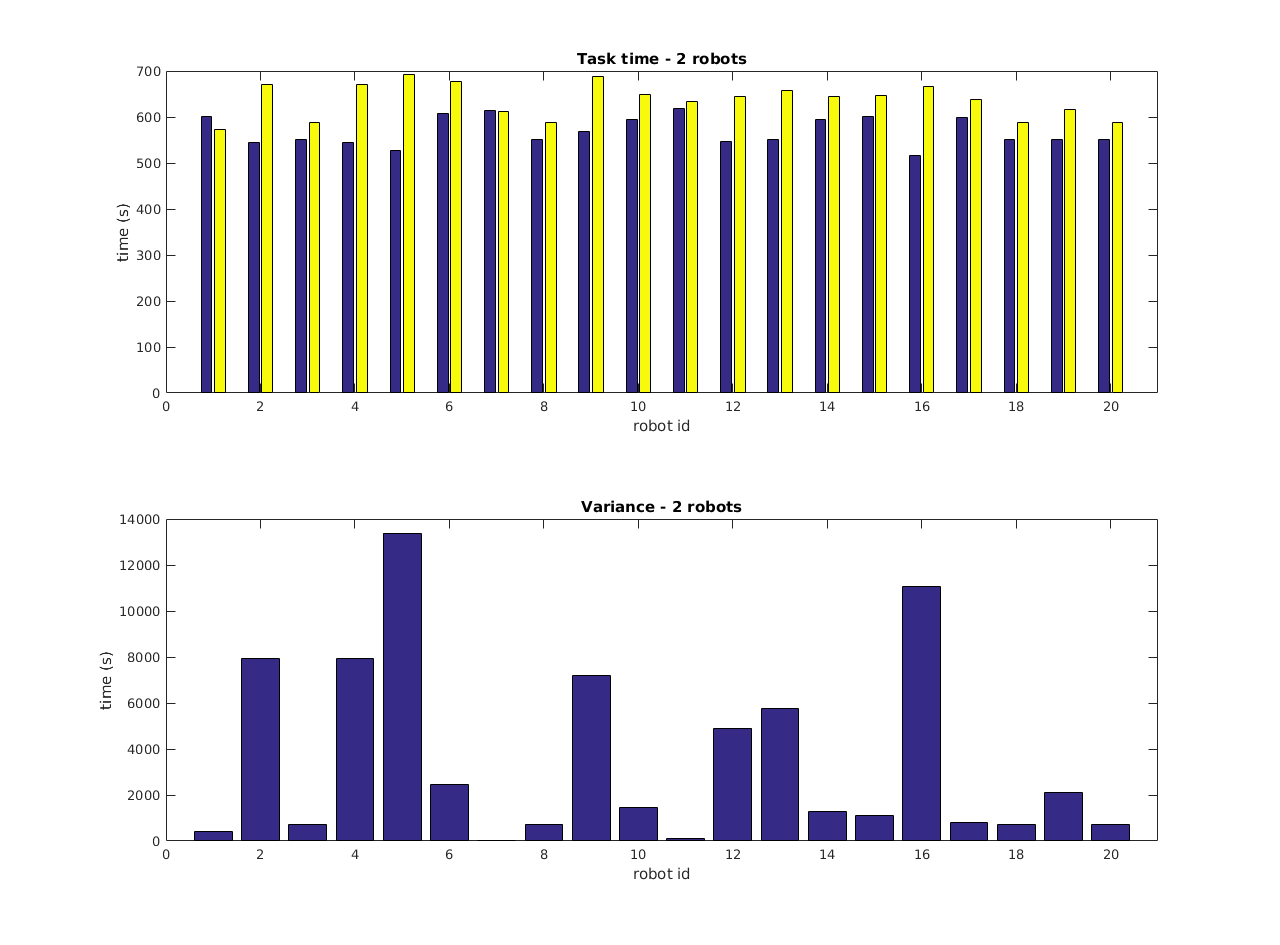 Task time - 2 robots
700
600
500
400
300
200
100
0
time (s)
0 2 4 6 8 10 12 14 16 18 20
robot id
Variance - 2 robots
14000
12000
10000
8000
6000
4000
2000
0
time (s)
0 2 4 6 8 10 12 14 16 18 20
robot id